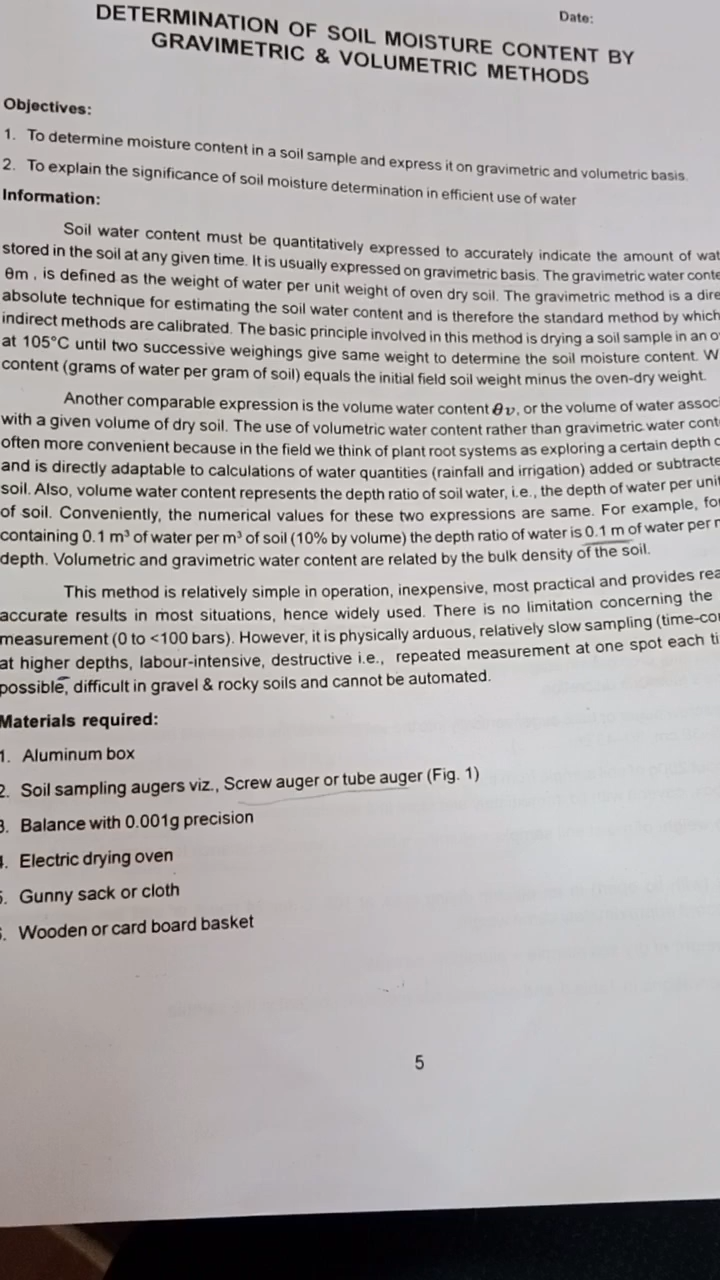 Date:
DETERMINATION OF SOIL MOISTURE CONTENT BY
GRAVIMETRIC & VOLUMETRIC METHODS
Objectives:
1. To determine moisture content in a soil sample and express it on gravimetric and volumetric basis.
2. To explain the significance of soil moisture determination in efficient use of water
Information:
Soil water content must be quantitatively expressed to accurately indicate the amount of wat
stored in the soil at any given time. It is usually expressed on gravimetric basis. The gravimetric water conte
θm , is defined as the weight of water per unit weight of oven dry soil. The gravimetric method is a dire
absolute technique for estimating the soil water content and is therefore the standard method by which
indirect methods are calibrated. The basic principle involved in this method is drying a soil sample in an o
at 105°C until two successive weighings give same weight to determine the soil moisture content. W
content (grams of water per gram of soil) equals the initial field soil weight minus the oven-dry weight.
Another comparable expression is the volume water content θv, or the volume of water assoc
with a given volume of dry soil. The use of volumetric water content rather than gravimetric water cont
often more convenient because in the field we think of plant root systems as exploring a certain depth o
and is directly adaptable to calculations of water quantities (rainfall and irrigation) added or subtracte
soil. Also, volume water content represents the depth ratio of soil water, i.e., the depth of water per unit
of soil. Conveniently, the numerical values for these two expressions are same. For example, for
containing 0.1 m³ of water per m³ of soil (10% by volume) the depth ratio of water is 0.1 m of water per
depth. Volumetric and gravimetric water content are related by the bulk density of the soil.
This method is relatively simple in operation, inexpensive, most practical and provides rea
accurate results in most situations, hence widely used. There is no limitation concerning the
measurement (0 to <100 bars). However, it is physically arduous, relatively slow sampling (time-co
at higher depths, labour-intensive, destructive i.e., repeated measurement at one spot each ti
possible, difficult in gravel & rocky soils and cannot be automated.
Materials required:
1. Aluminum box
2. Soil sampling augers viz., Screw auger or tube auger (Fig. 1)
3. Balance with 0.001g precision
4. Electric drying oven
5. Gunny sack or cloth
6. Wooden or card board basket
5